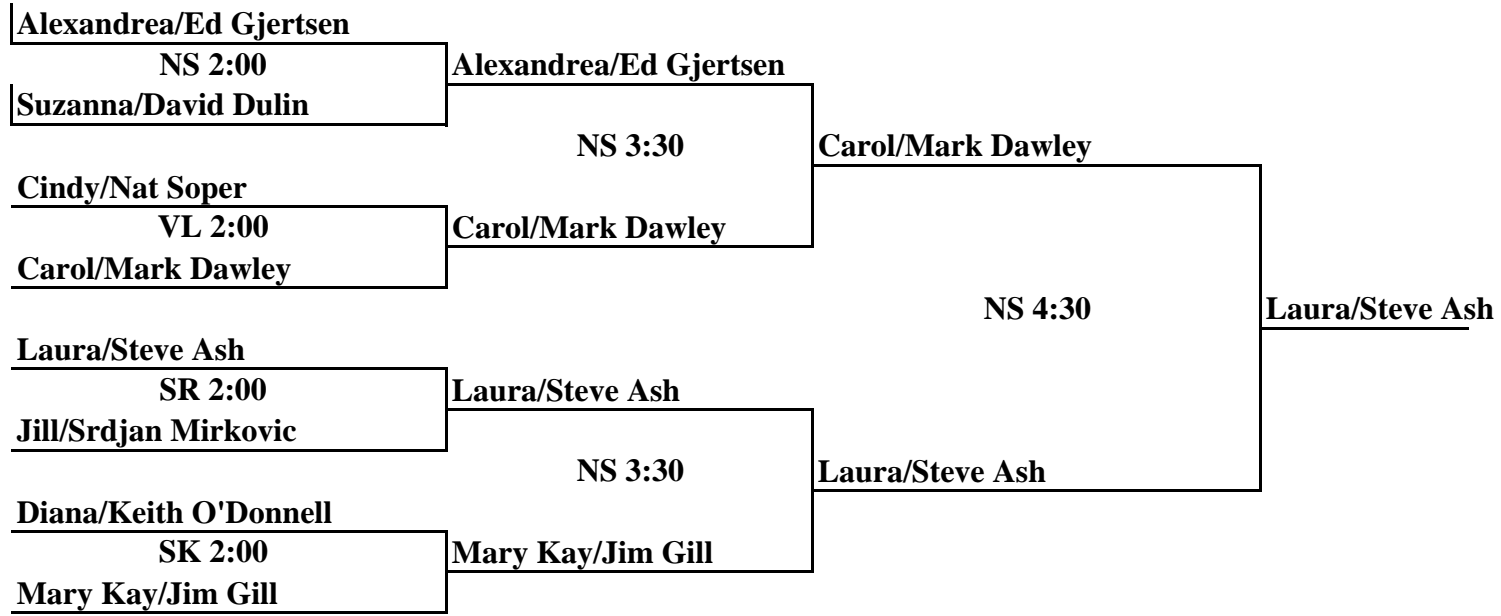 Alexandrea/Ed Gjertsen
NS 2:00
Alexandrea/Ed Gjertsen
Suzanna/David Dulin
NS 3:30
Carol/Mark Dawley
Cindy/Nat Soper
VL 2:00
Carol/Mark Dawley
Carol/Mark Dawley
NS 4:30
Laura/Steve Ash
Laura/Steve Ash
SR 2:00
Laura/Steve Ash
Jill/Srdjan Mirkovic
NS 3:30
Laura/Steve Ash
Diana/Keith O'Donnell
SK 2:00
Mary Kay/Jim Gill
Mary Kay/Jim Gill